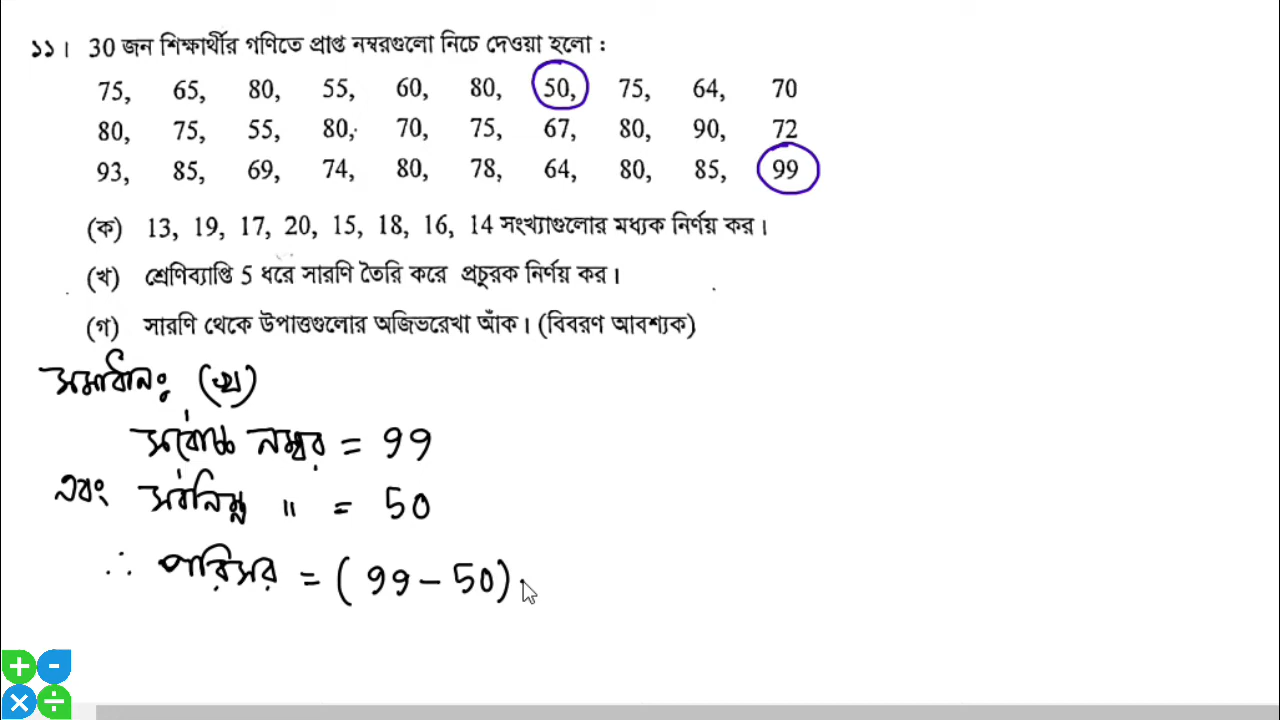 ১১। 30 জন শিক্ষার্থীর গণিতে প্রাপ্ত নম্বরগুলো নিচে দেওয়া হলো :
75, 65, 80, 55, 60, 80, 50, 75, 64, 70
80, 75, 55, 80, 70, 75, 67, 80, 90, 72
93, 85, 69, 74, 80, 78, 64, 80, 85, 99
(ক) 13, 19, 17, 20, 15, 18, 16, 14 সংখ্যাগুলোর মধ্যক নির্ণয় কর।
(খ) শ্রেণিব্যাপ্তি 5 ধরে সারণি তৈরি করে প্রচুরক নির্ণয় কর।
(গ) সারণি থেকে উপাত্তগুলোর অজিভরেখা আঁক। (বিবরণ আবশ্যক)
সমাধানঃ (খ)
সর্বোচ্চ নম্বর = 99
এবং সর্বনিম্ন " = 50
∴ পরিসর = (99 − 50)
+ -
× ÷